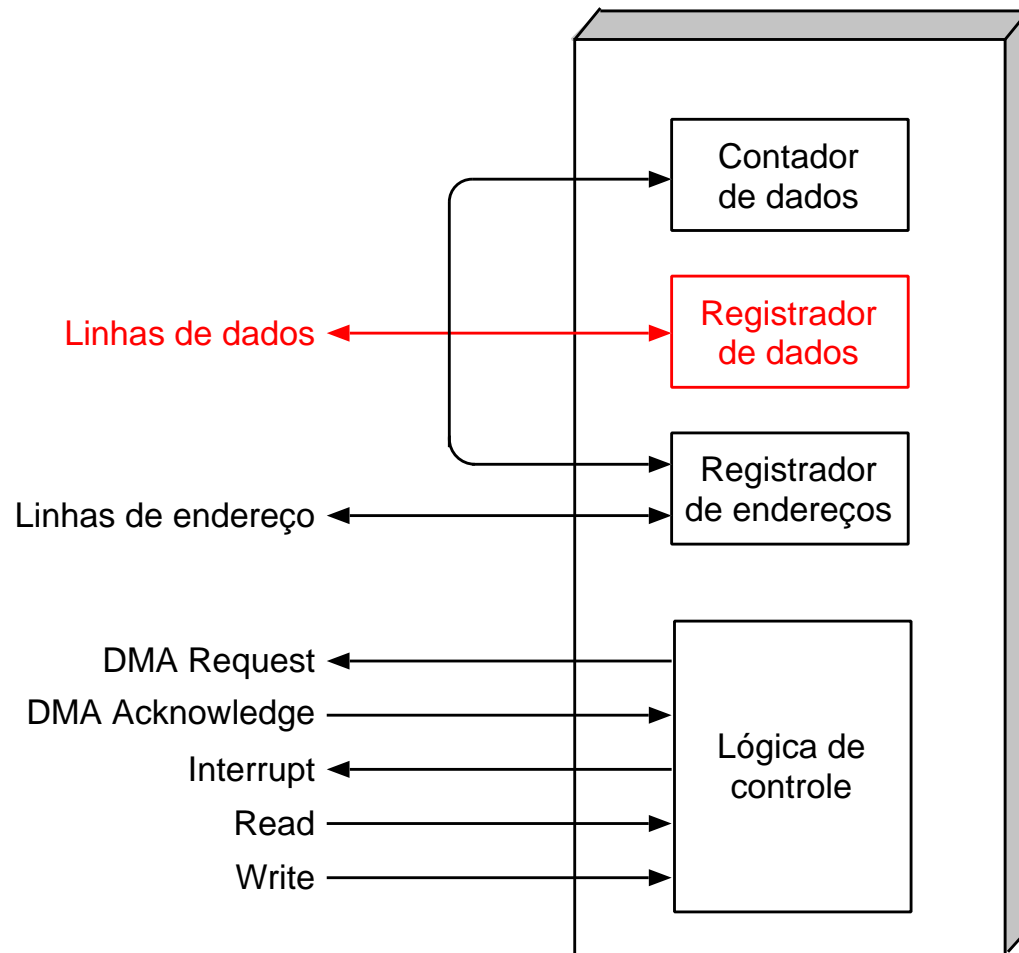 Contador
de dados
Linhas de dados
Registrador
de dados
Registrador
de endereços
Linhas de endereço
DMA Request
DMA Acknowledge
Interrupt
Read
Write
Lógica de
controle